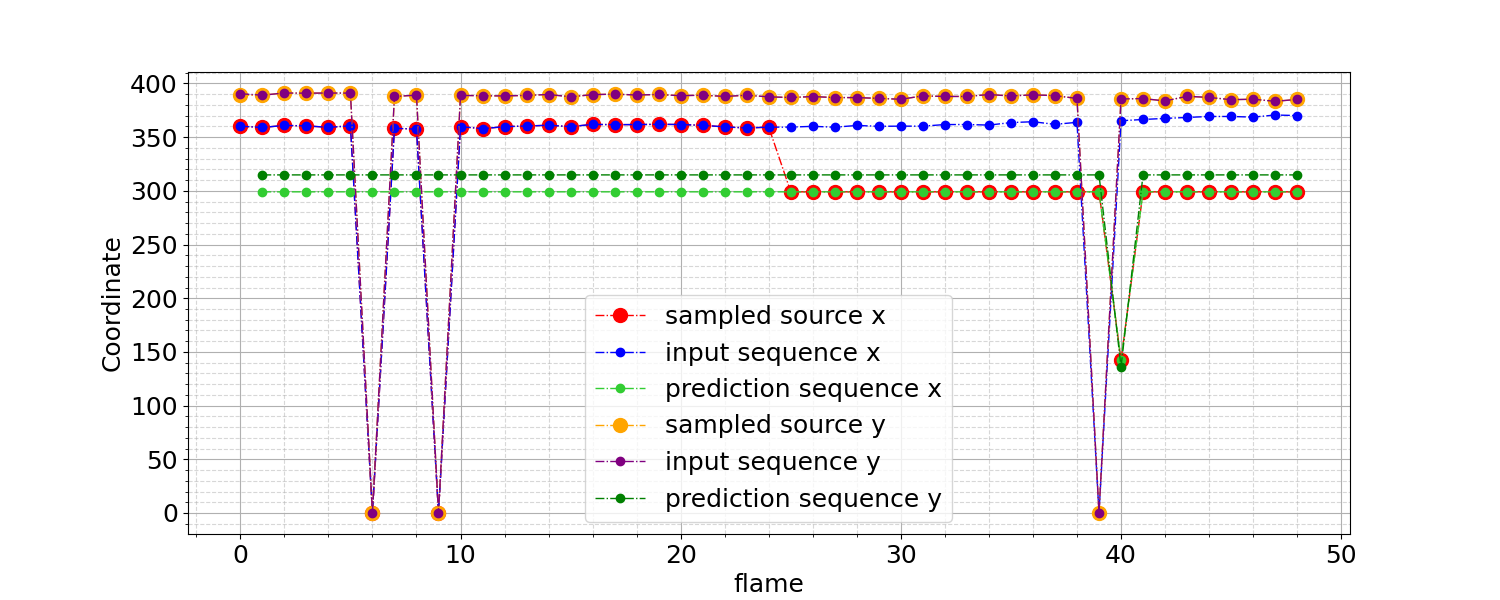 400
350
300
250
200
150
100
50
0
Coordinate
sampled source x
input sequence x
prediction sequence x
sampled source y
input sequence y
prediction sequence y
0 10 20 30 40 50
flame